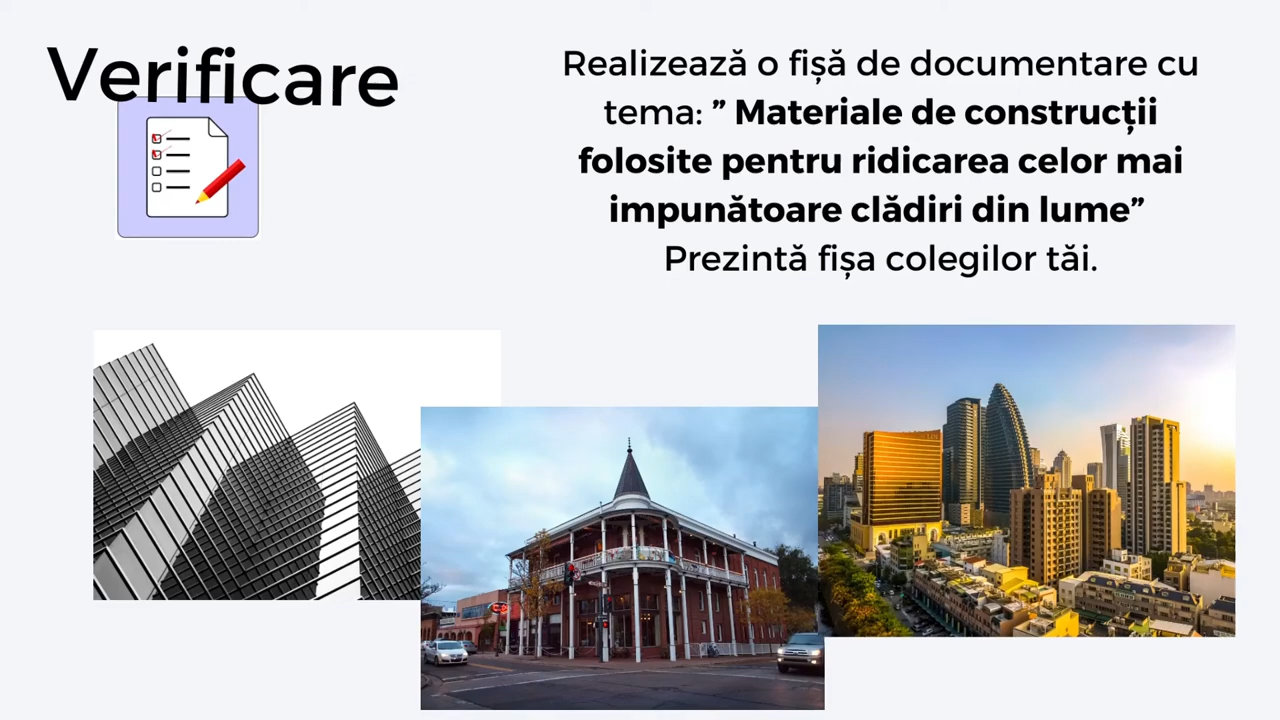 Verificare
Realizează o fișă de documentare cu
tema: ” Materiale de construcții
folosite pentru ridicarea celor mai
impunătoare clădiri din lume”
Prezintă fișa colegilor tăi.